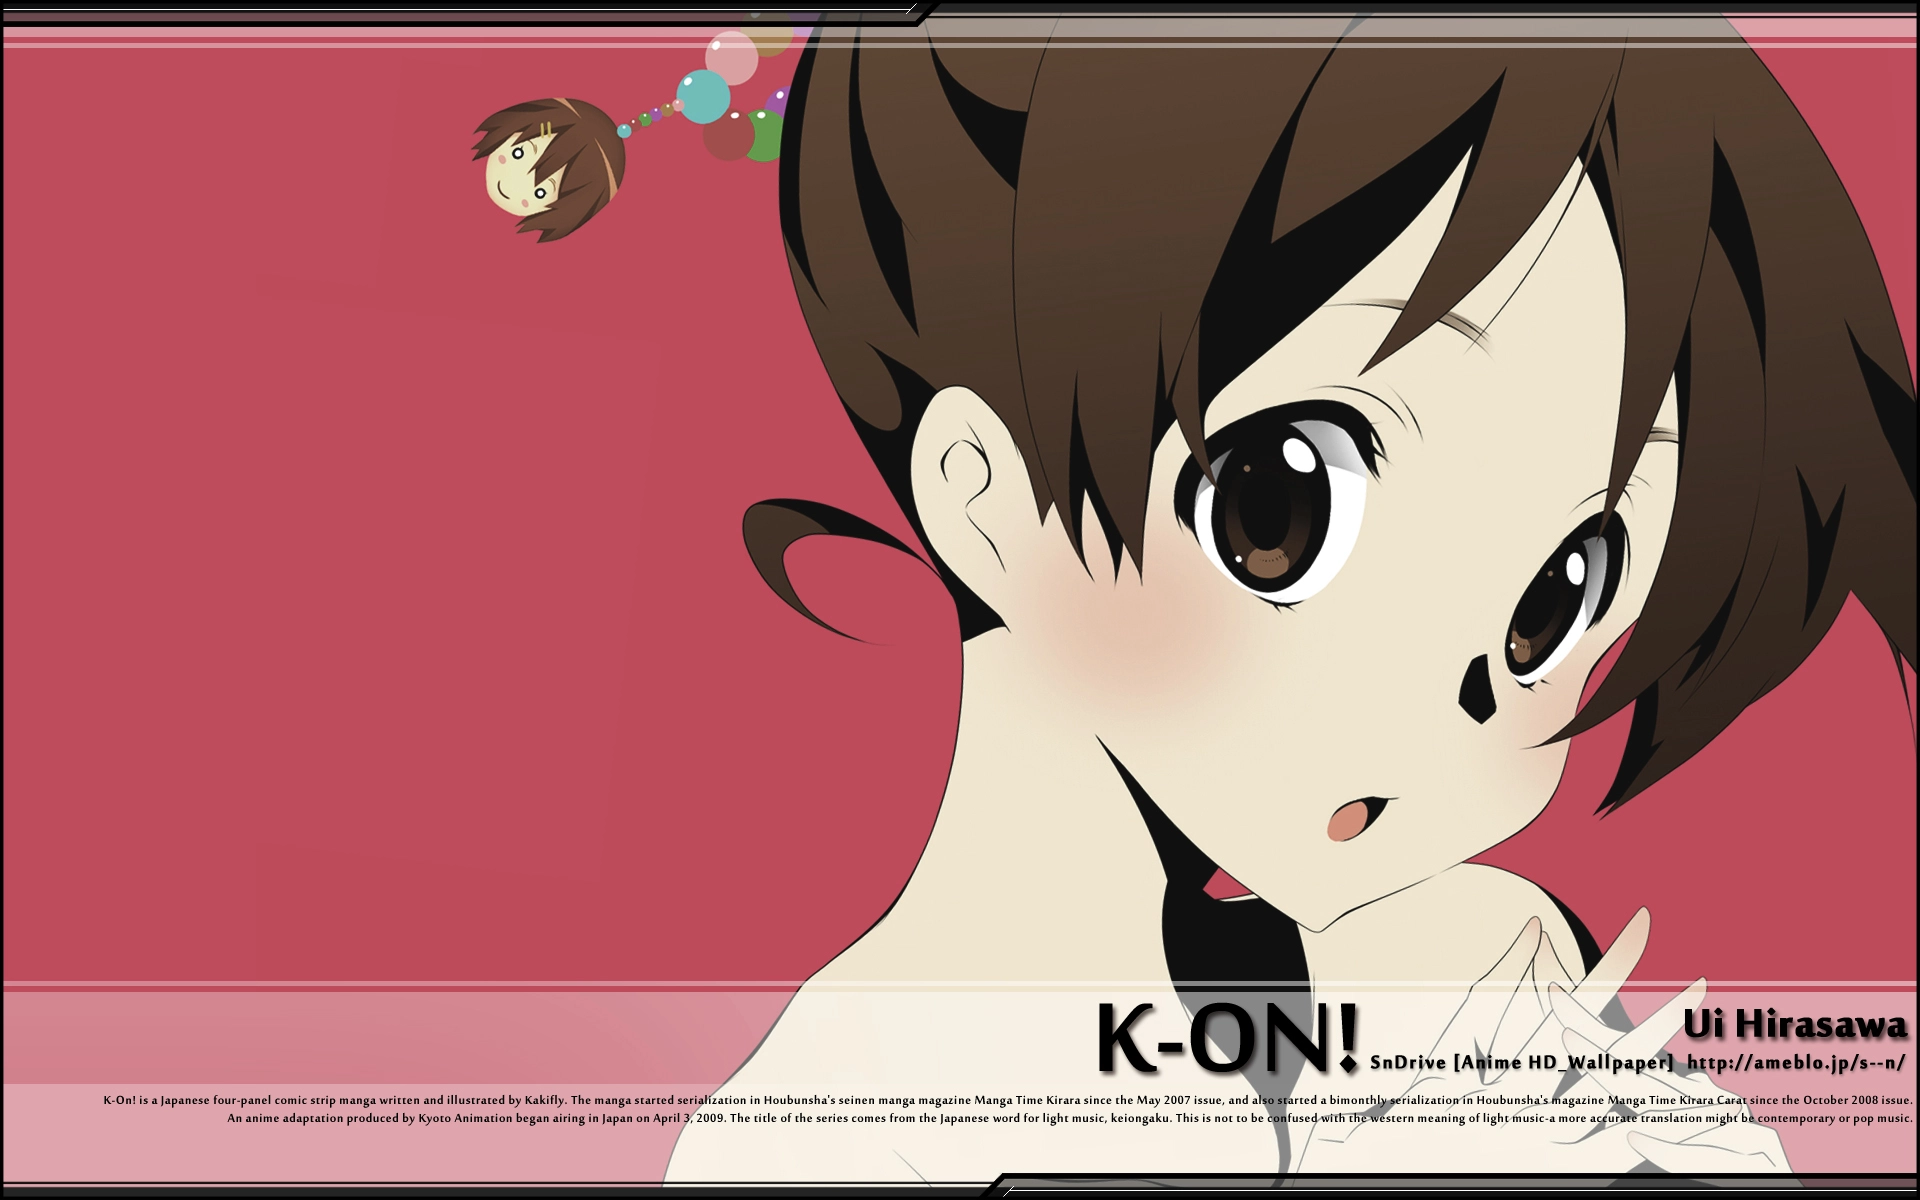 K-ON!
Ui Hirasawa
SnDrive [Anime HD_Wallpaper] http://ameblo.jp/s--n/
K-On! is a Japanese four-panel comic strip manga written and illustrated by Kakifly. The manga started serialization in Houbunsha's seinen manga magazine Manga Time Kirara since the May 2007 issue, and also started a bimonthly serialization in Houbunsha's magazine Manga Time Kirara Carat since the October 2008 issue.
An anime adaptation produced by Kyoto Animation began airing in Japan on April 3, 2009. The title of the series comes from the Japanese word for light music, keiongaku. This is not to be confused with the western meaning of light music-a more accurate translation might be contemporary or pop music.